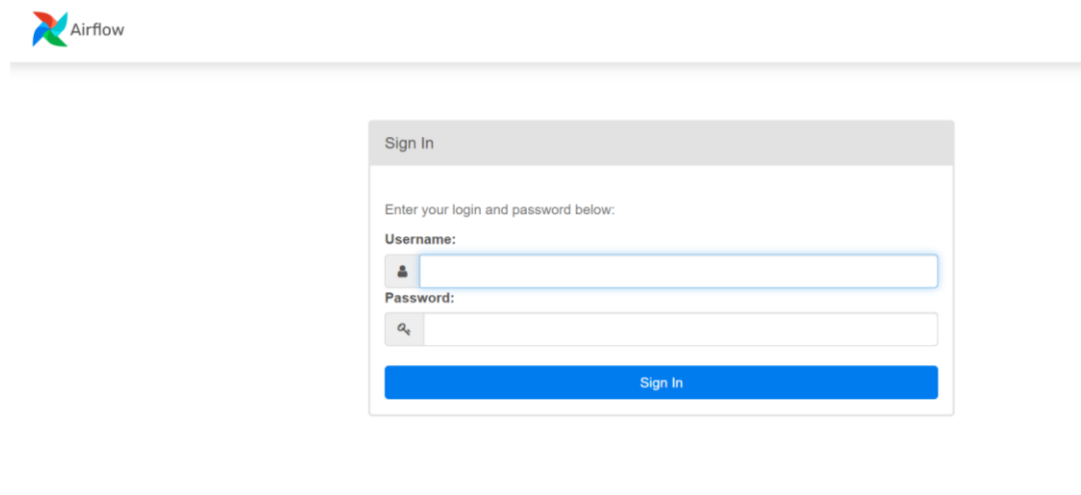 Airflow
Sign In
Enter your login and password below:
Username:
Password:
Sign In